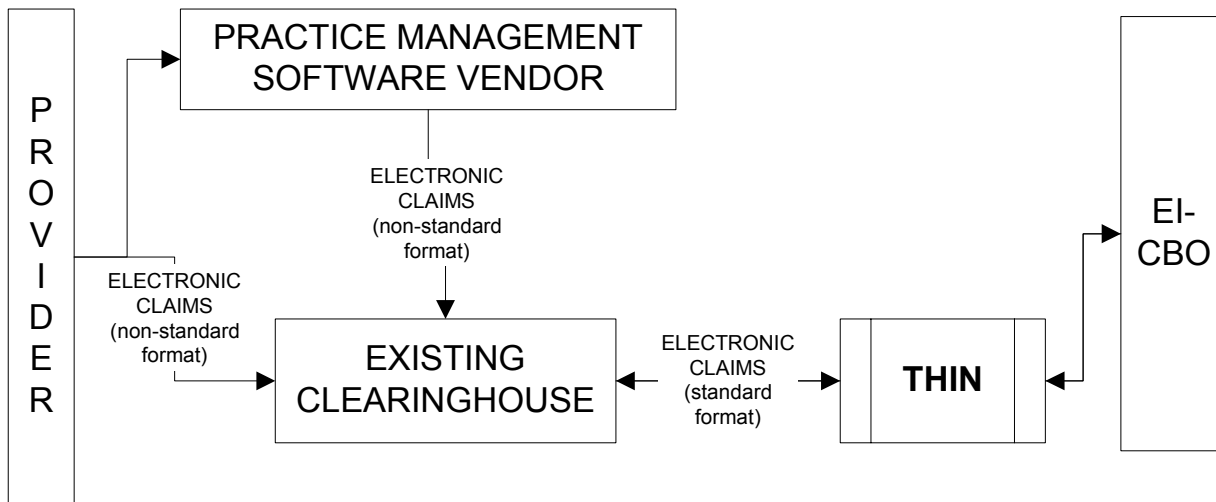 PROVIDER
PRACTICE MANAGEMENT
SOFTWARE VENDOR
ELECTRONIC
CLAIMS
(non-standard
format)
ELECTRONIC
CLAIMS
(non-standard
format)
EXISTING
CLEARINGHOUSE
ELECTRONIC
CLAIMS
(standard
format)
THIN
EI-
CBO